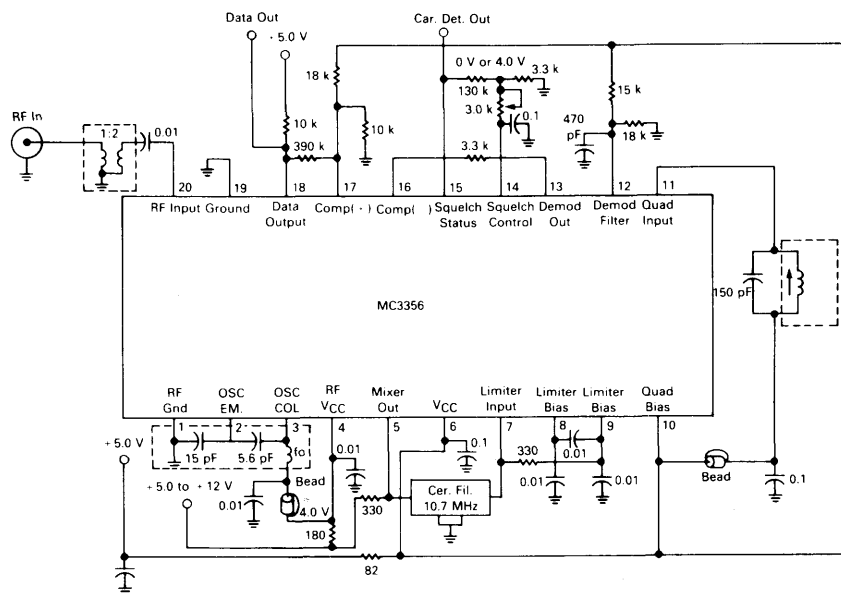 Data Out
Car. Det. Out
- 5.0 V
0 V or 4.0 V
RF In
1:2
0.01
18 k
10 k
390 k
10 k
3.3 k
130 k
3.0 k
3.3 k
0.1
470 pF
15 k
18 k
20 19 18 17 16 15 14 13 12 11
RF Input
Ground
Data Output
Comp( - )
Comp( )
Squelch Status
Squelch Control
Demod Out
Demod Filter
Quad Input
MC3356
150 pF
RF Gnd
OSC EM.
OSC COL
RF VCC
Mixer Out
VCC
Limiter Input
Limiter Bias
Limiter Bias
Quad Bias
1 2 3 4 5 6 7 8 9 10
+ 5.0 V
15 pF
5.6 pF
fo
0.01
0.1
330
0.01
0.01
0.01
Bead
0.1
Bead
+ 5.0 to + 12 V
0.01
4.0 V
180
330
Cer. Fil.
10.7 MHz
82